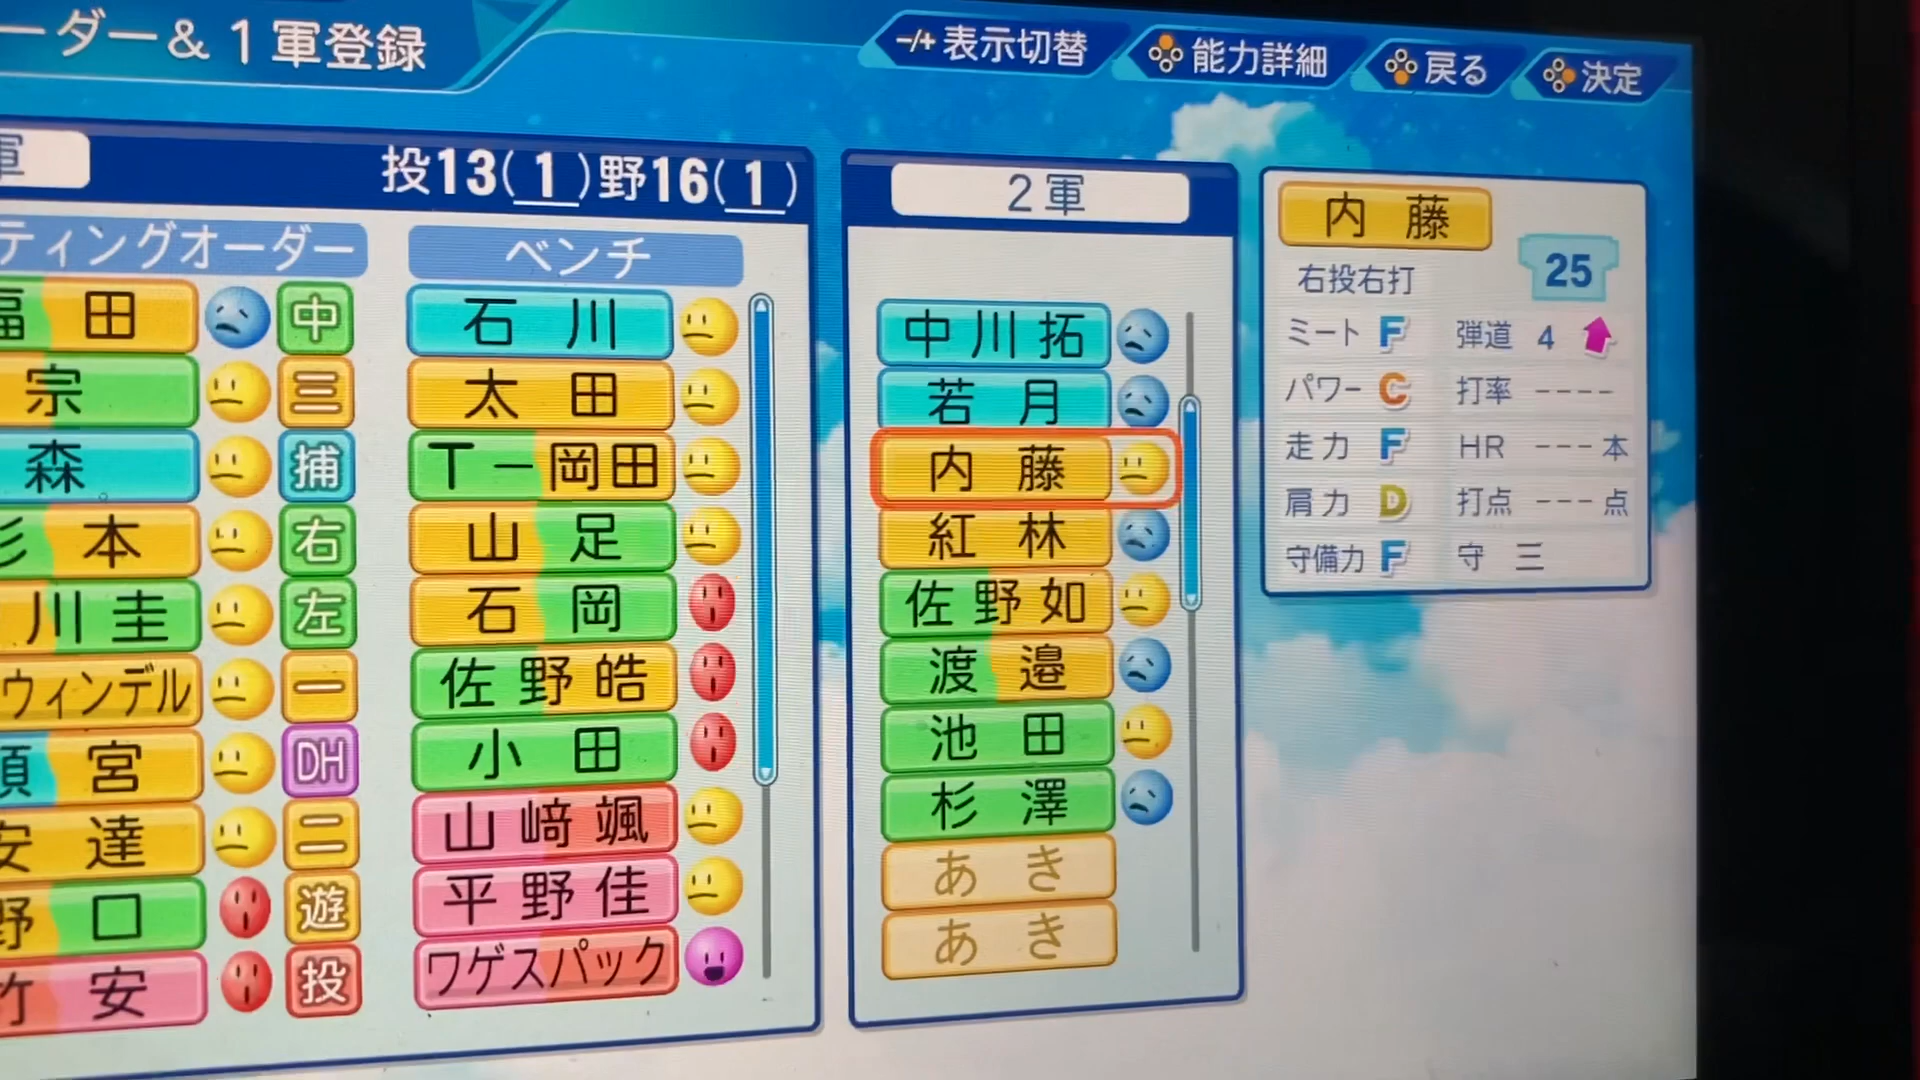 ーダー&1軍登録
-/+表示切替
能力詳細
戻る
決定
軍
投13(1)野16(1)
ティングオーダー
福田 中
宗 三
森 捕
杉本 右
川圭 左
ウィンデル 一
頓宮 DH
安達 二
野口 遊
竹安 投
ベンチ
石川
太田
T-岡田
山足
石岡
佐野皓
小田
山﨑颯
平野佳
ワゲスパック
2軍
中川拓
若月
内藤
紅林
佐野如
渡邉
池田
杉澤
あき
あき
内藤
右投右打 25
ミート F 弾道 4
パワー C 打率 ----
走力 F HR ---本
肩力 D 打点 ---点
守備力 F 守 三